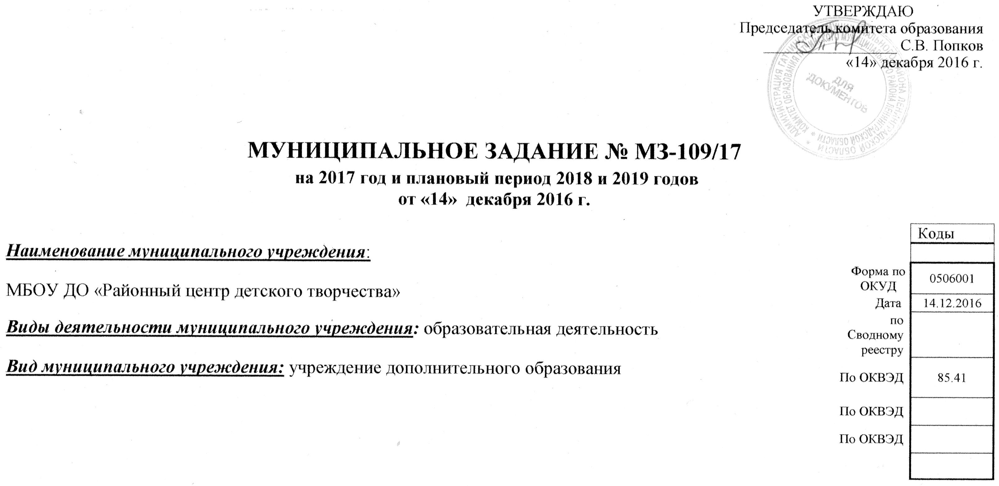 УТВЕРЖДАЮ
Председатель комитета образования
С.В. Попков
«14» декабря 2016 г.
АДМИНИСТРАЦИЯ ГАТЧИНСКОГО МУНИЦИПАЛЬНОГО РАЙОНА ЛЕНИНГРАДСКОЙ ОБЛАСТИ *
КОМИТЕТ ОБРАЗОВАНИЯ ГАТЧИНСКОГО МУНИЦИПАЛЬНОГО РАЙОНА ЛЕНИНГРАДСКОЙ ОБЛАСТИ *
ДЛЯ
ДОКУМЕНТОВ
МУНИЦИПАЛЬНОЕ ЗАДАНИЕ № МЗ-109/17
на 2017 год и плановый период 2018 и 2019 годов
от «14» декабря 2016 г.
Коды
Наименование муниципального учреждения:
МБОУ ДО «Районный центр детского творчества»
Виды деятельности муниципального учреждения: образовательная деятельность
Вид муниципального учреждения: учреждение дополнительного образования
Форма по
ОКУД
0506001
Дата
14.12.2016
по
Сводному
реестру
По ОКВЭД
85.41
По ОКВЭД
По ОКВЭД